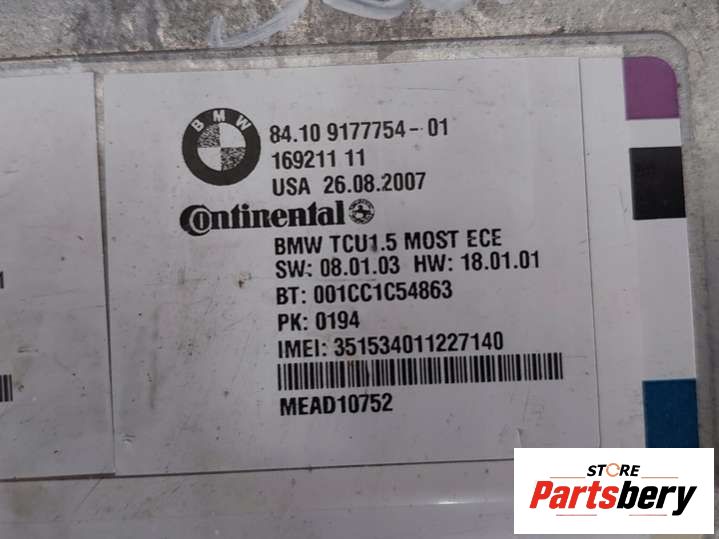 BMW
84.10 9177754-01
169211 11
USA 26.08.2007
Continental
BMW TCU1.5 MOST ECE
SW: 08.01.03 HW: 18.01.01
BT: 001CC1C54863
PK: 0194
IMEI: 351534011227140
MEAD10752
1
STORE
Partsbery